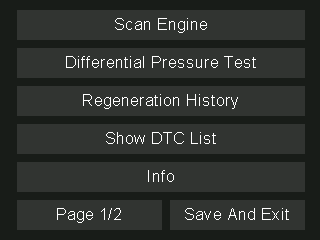 Scan Engine
Differential Pressure Test
Regeneration History
Show DTC List
Info
Page 1/2
Save And Exit